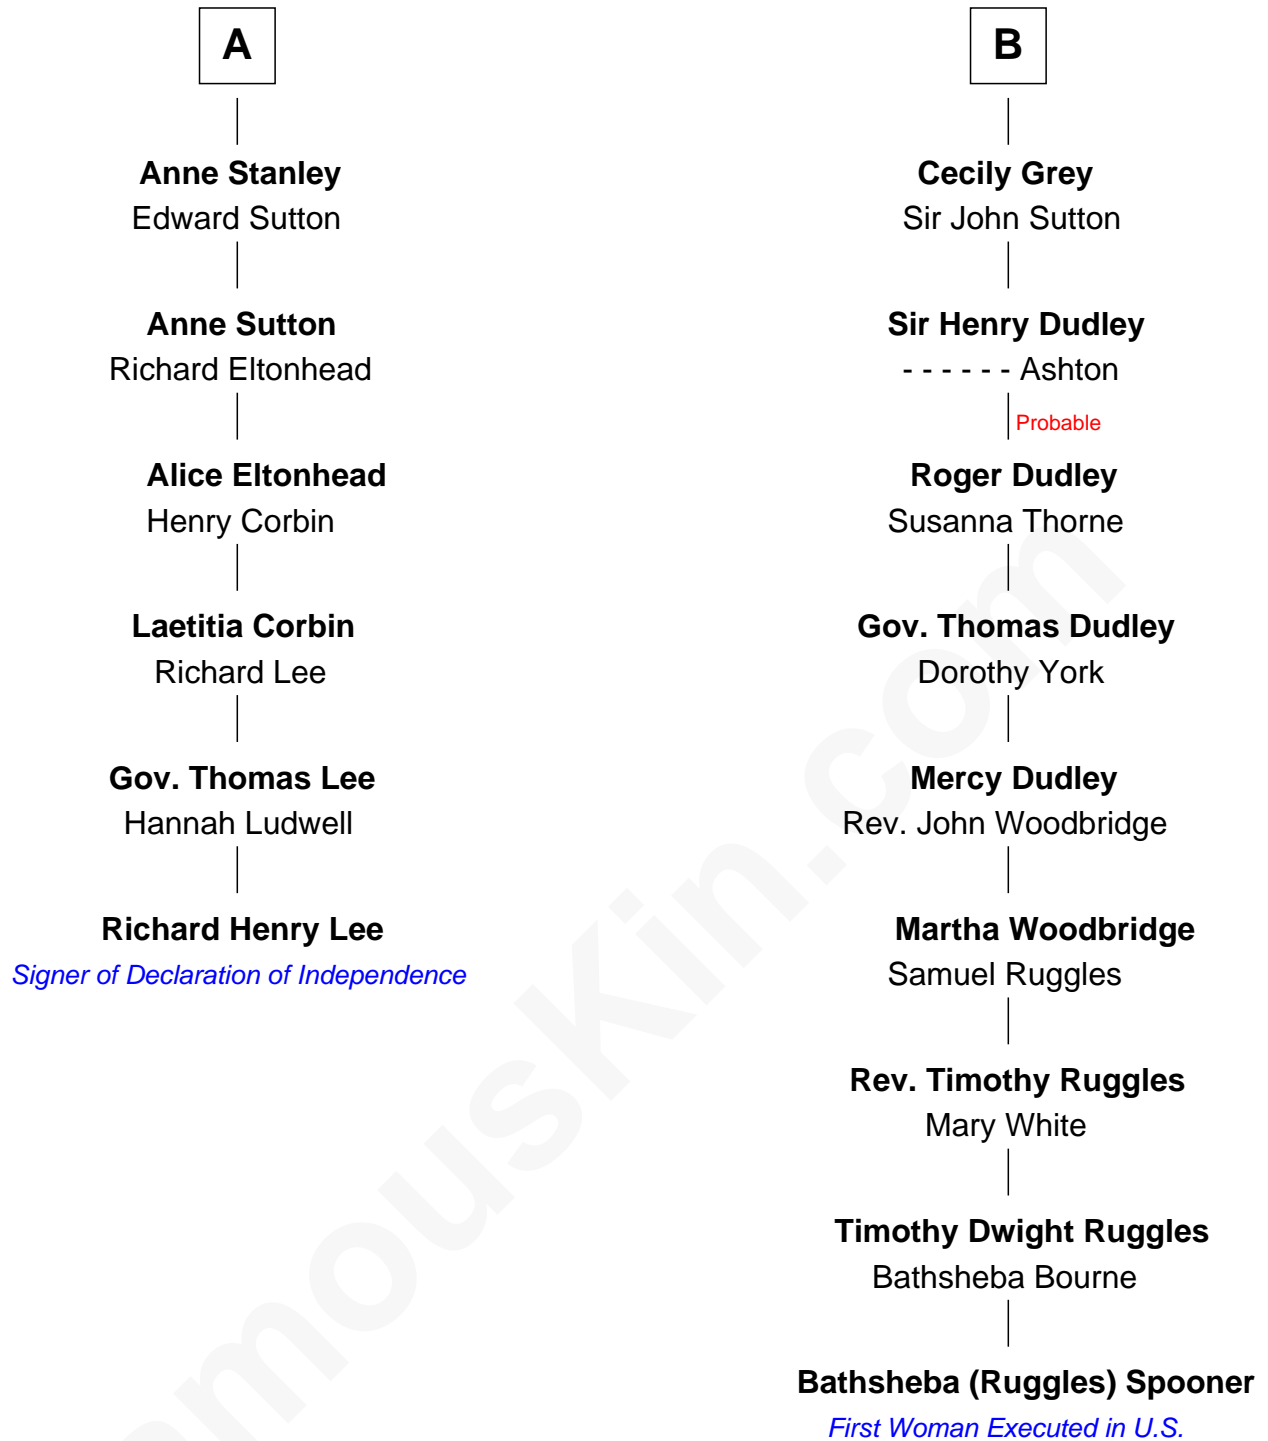 A
Anne Stanley
Edward Sutton
Anne Sutton
Richard Eltonhead
Alice Eltonhead
Henry Corbin
Laetitia Corbin
Richard Lee
Gov. Thomas Lee
Hannah Ludwell
Richard Henry Lee
Signer of Declaration of Independence
B
Cecily Grey
Sir John Sutton
Sir Henry Dudley
- - - - - - Ashton
Probable
Roger Dudley
Susanna Thorne
Gov. Thomas Dudley
Dorothy York
Mercy Dudley
Rev. John Woodbridge
Martha Woodbridge
Samuel Ruggles
Rev. Timothy Ruggles
Mary White
Timothy Dwight Ruggles
Bathsheba Bourne
Bathsheba (Ruggles) Spooner
First Woman Executed in U.S.
amouskin.com